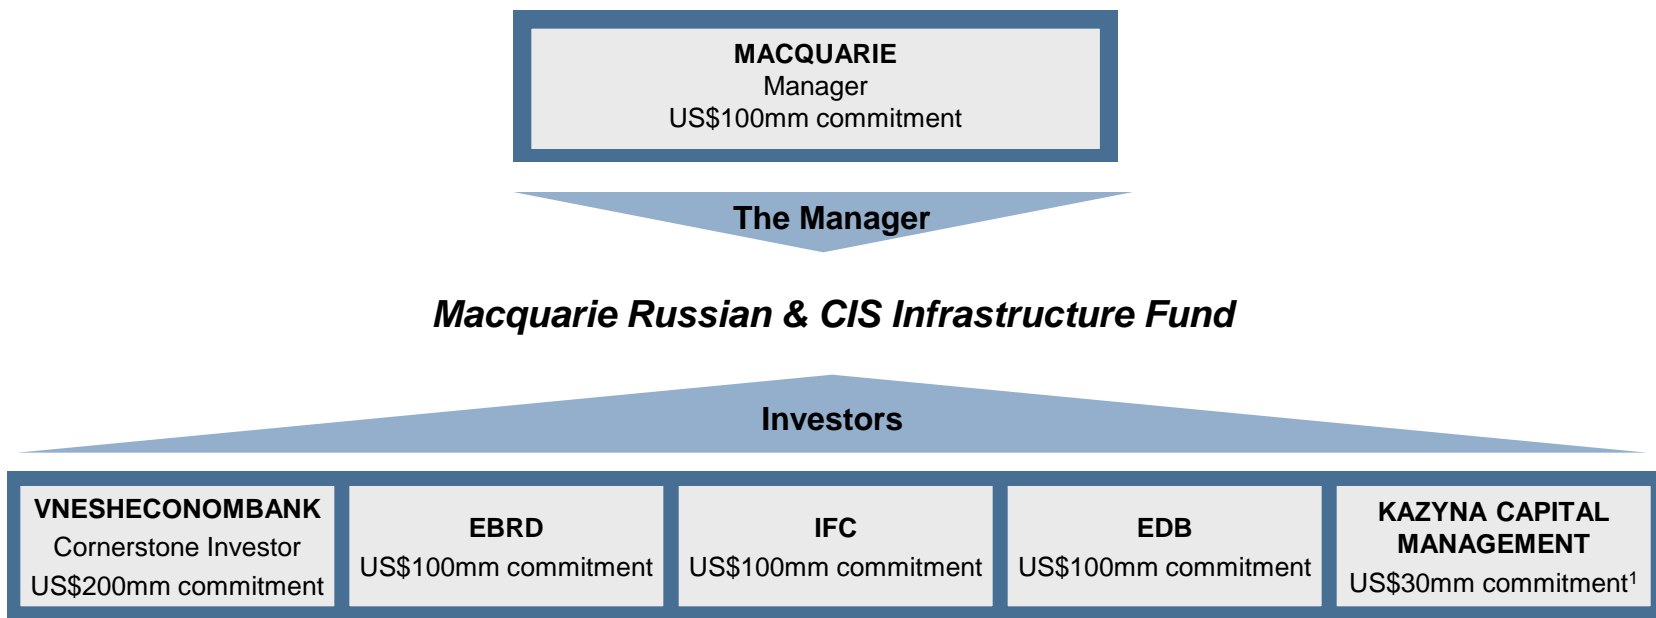 MACQUARIE
Manager
US$100mm commitment
The Manager
Macquarie Russian & CIS Infrastructure Fund
Investors
VNESHECONOMBANK
Cornerstone Investor
US$200mm commitment
EBRD
US$100mm commitment
IFC
US$100mm commitment
EDB
US$100mm commitment
KAZYNA CAPITAL
MANAGEMENT
US$30mm commitment¹